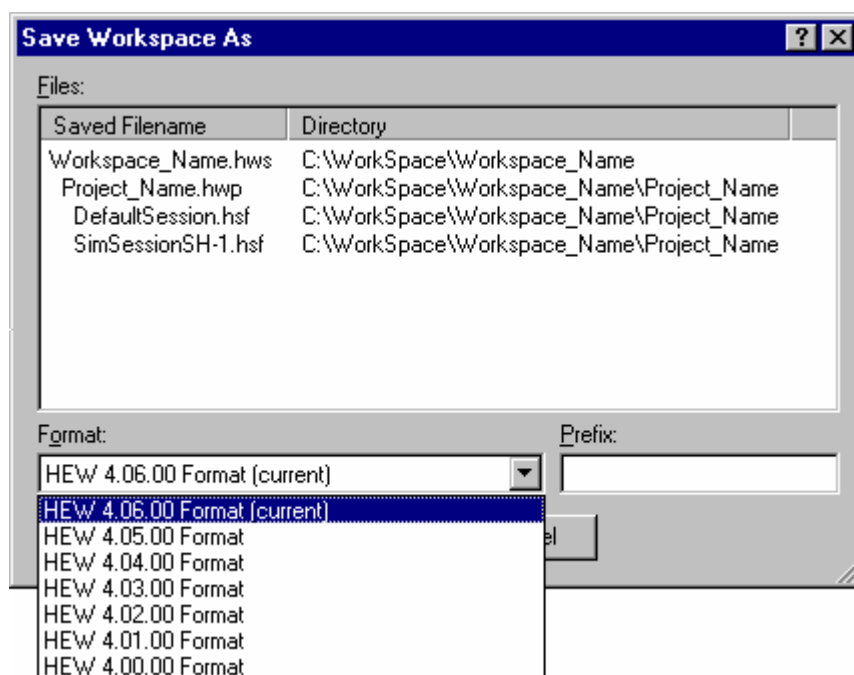 Save Workspace As
Files:
Saved Filename Directory
Workspace_Name.hws C:\WorkSpace\Workspace_Name
Project_Name.hwp C:\WorkSpace\Workspace_Name\Project_Name
DefaultSession.hsf C:\WorkSpace\Workspace_Name\Project_Name
SimSessionSH-1.hsf C:\WorkSpace\Workspace_Name\Project_Name
Format: Prefix:
HEW 4.06.00 Format (current)
HEW 4.06.00 Format (current)
HEW 4.05.00 Format
HEW 4.04.00 Format
HEW 4.03.00 Format
HEW 4.02.00 Format
HEW 4.01.00 Format
HEW 4.00.00 Format